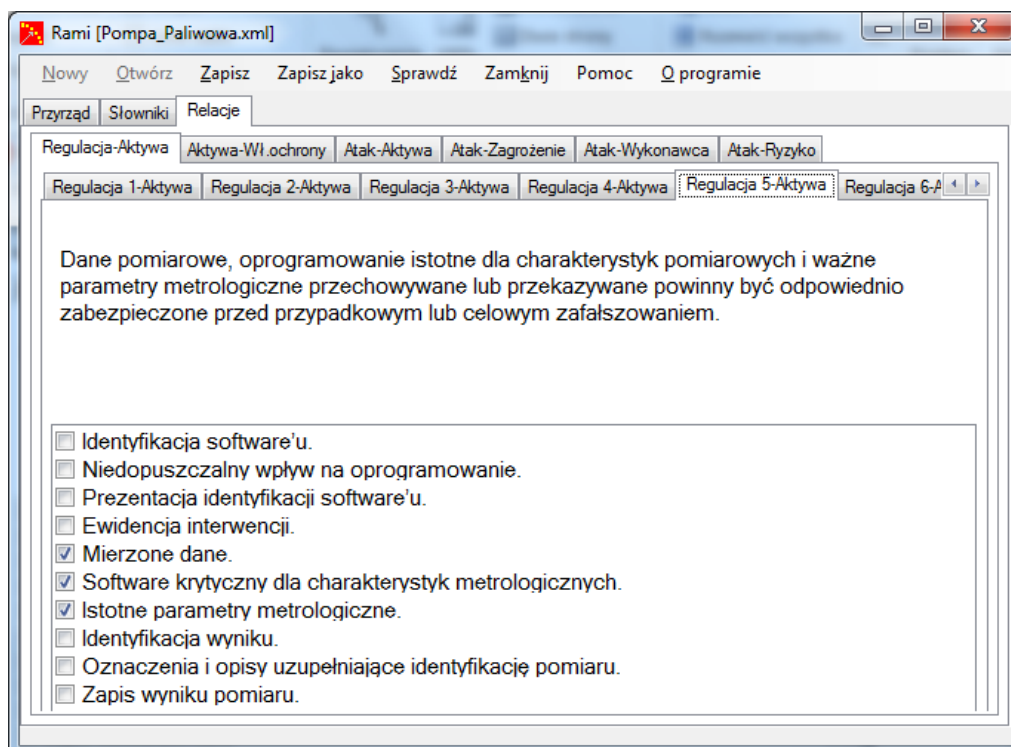 Rami [Pompa_Paliwowa.xml]
Nowy Otwórz Zapisz Zapisz jako Sprawdź Zamknij Pomoc O programie
Przyrząd Słowniki Relacje
Regulacja-Aktywa Aktywa-Wł.ochrony Atak-Aktywa Atak-Zagrożenie Atak-Wykonawca Atak-Ryzyko
Regulacja 1-Aktywa Regulacja 2-Aktywa Regulacja 3-Aktywa Regulacja 4-Aktywa Regulacja 5-Aktywa Regulacja 6-A
Dane pomiarowe, oprogramowanie istotne dla charakterystyk pomiarowych i ważne
parametry metrologiczne przechowywane lub przekazywane powinny być odpowiednio
zabezpieczone przed przypadkowym lub celowym zafałszowaniem.
Identyfikacja software’u.
Niedopuszczalny wpływ na oprogramowanie.
Prezentacja identyfikacji software’u.
Ewidencja interwencji.
Mierzone dane.
Software krytyczny dla charakterystyk metrologicznych.
Istotne parametry metrologiczne.
Identyfikacja wyniku.
Oznaczenia i opisy uzupełniające identyfikację pomiaru.
Zapis wyniku pomiaru.